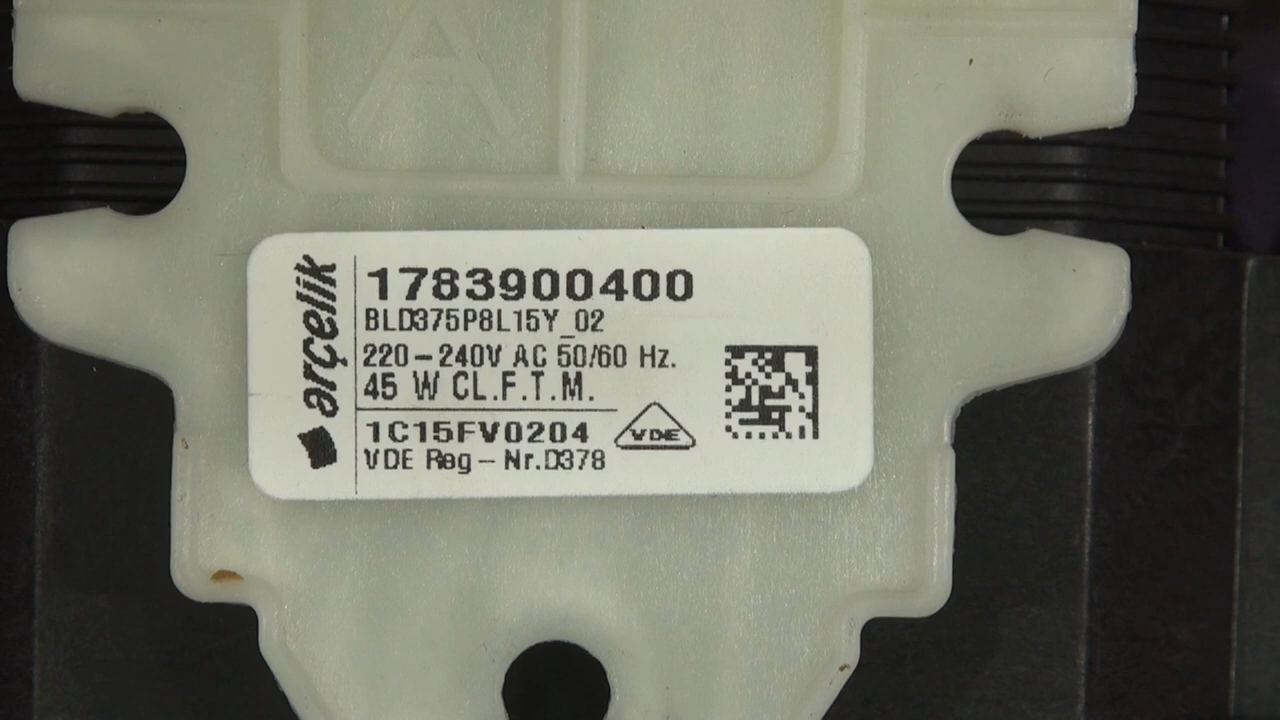 A
arçelik
1783900400
BLD375P8L15Y_02
220-240V AC 50/60 Hz.
45 W CL.F.T.M.
1C15FV0204
VDE
VDE Reg-Nr.D378